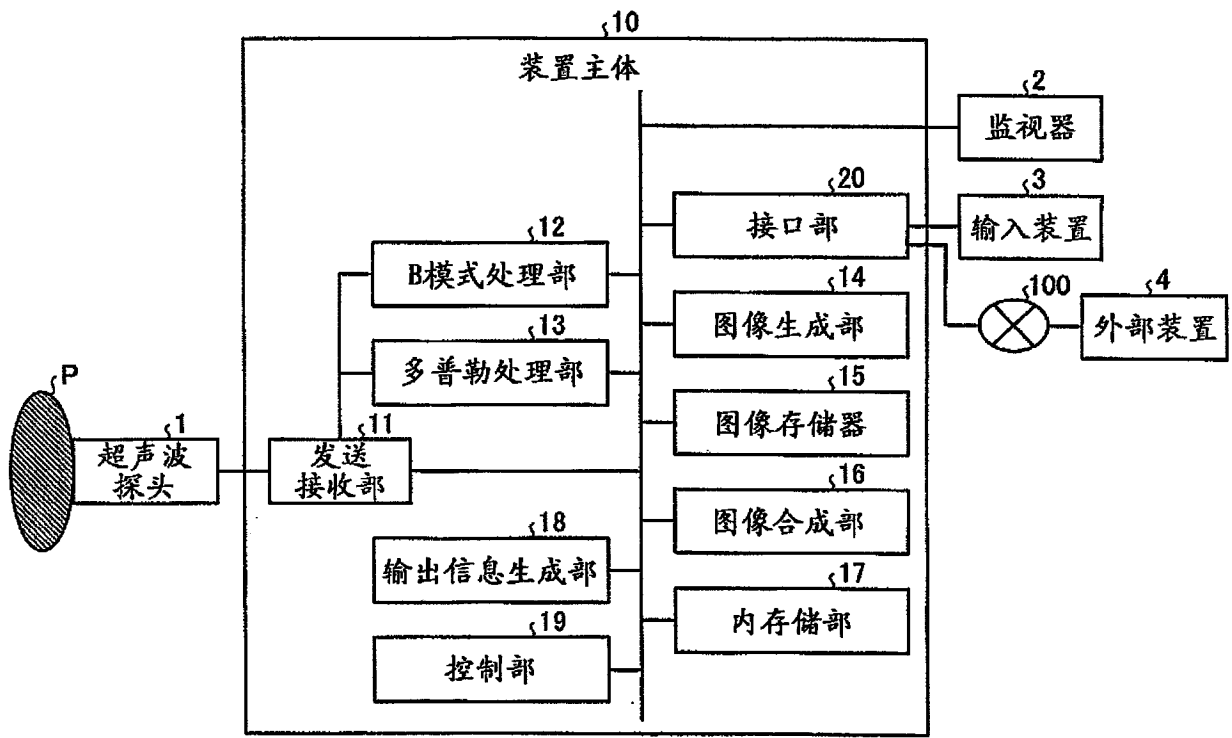 10
装置主体
2
监视器
20
接口部
3
输入装置
12
B模式处理部
14
图像生成部
100
4
外部装置
13
多普勒处理部
15
图像存储器
P
1
超声波
探头
11
发送
接收部
16
图像合成部
18
输出信息生成部
17
内存储部
19
控制部